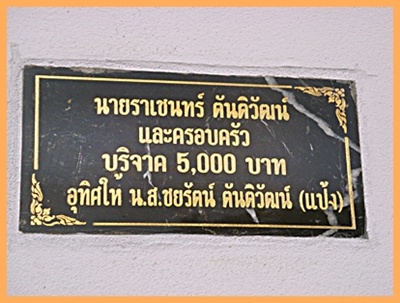 นายราเชนทร์ ตันติวัฒน์
และครอบครัว
บริจาค 5,000 บาท
อุทิศให้ น.ส.ชยรัตน์ ตันติวัฒน์ (แป้ง)